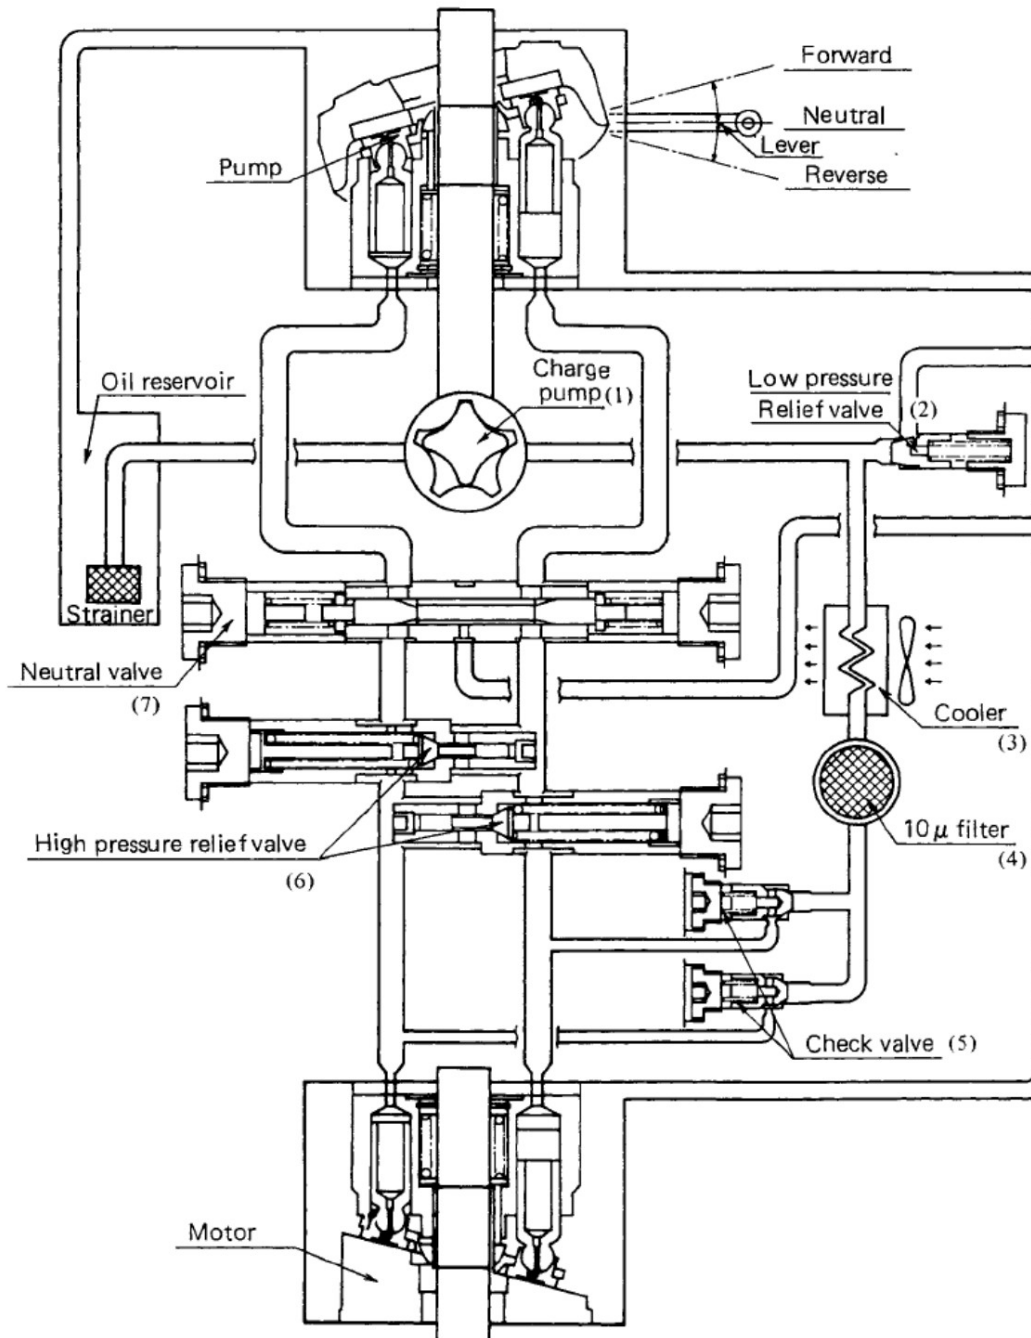 Forward
Neutral
Lever
Reverse
Pump
Oil reservoir
Charge
pump (1)
Low pressure
Relief valve (2)
Strainer
Neutral valve
(7)
Cooler
(3)
High pressure relief valve
(6)
10 μ filter
(4)
Check valve (5)
Motor